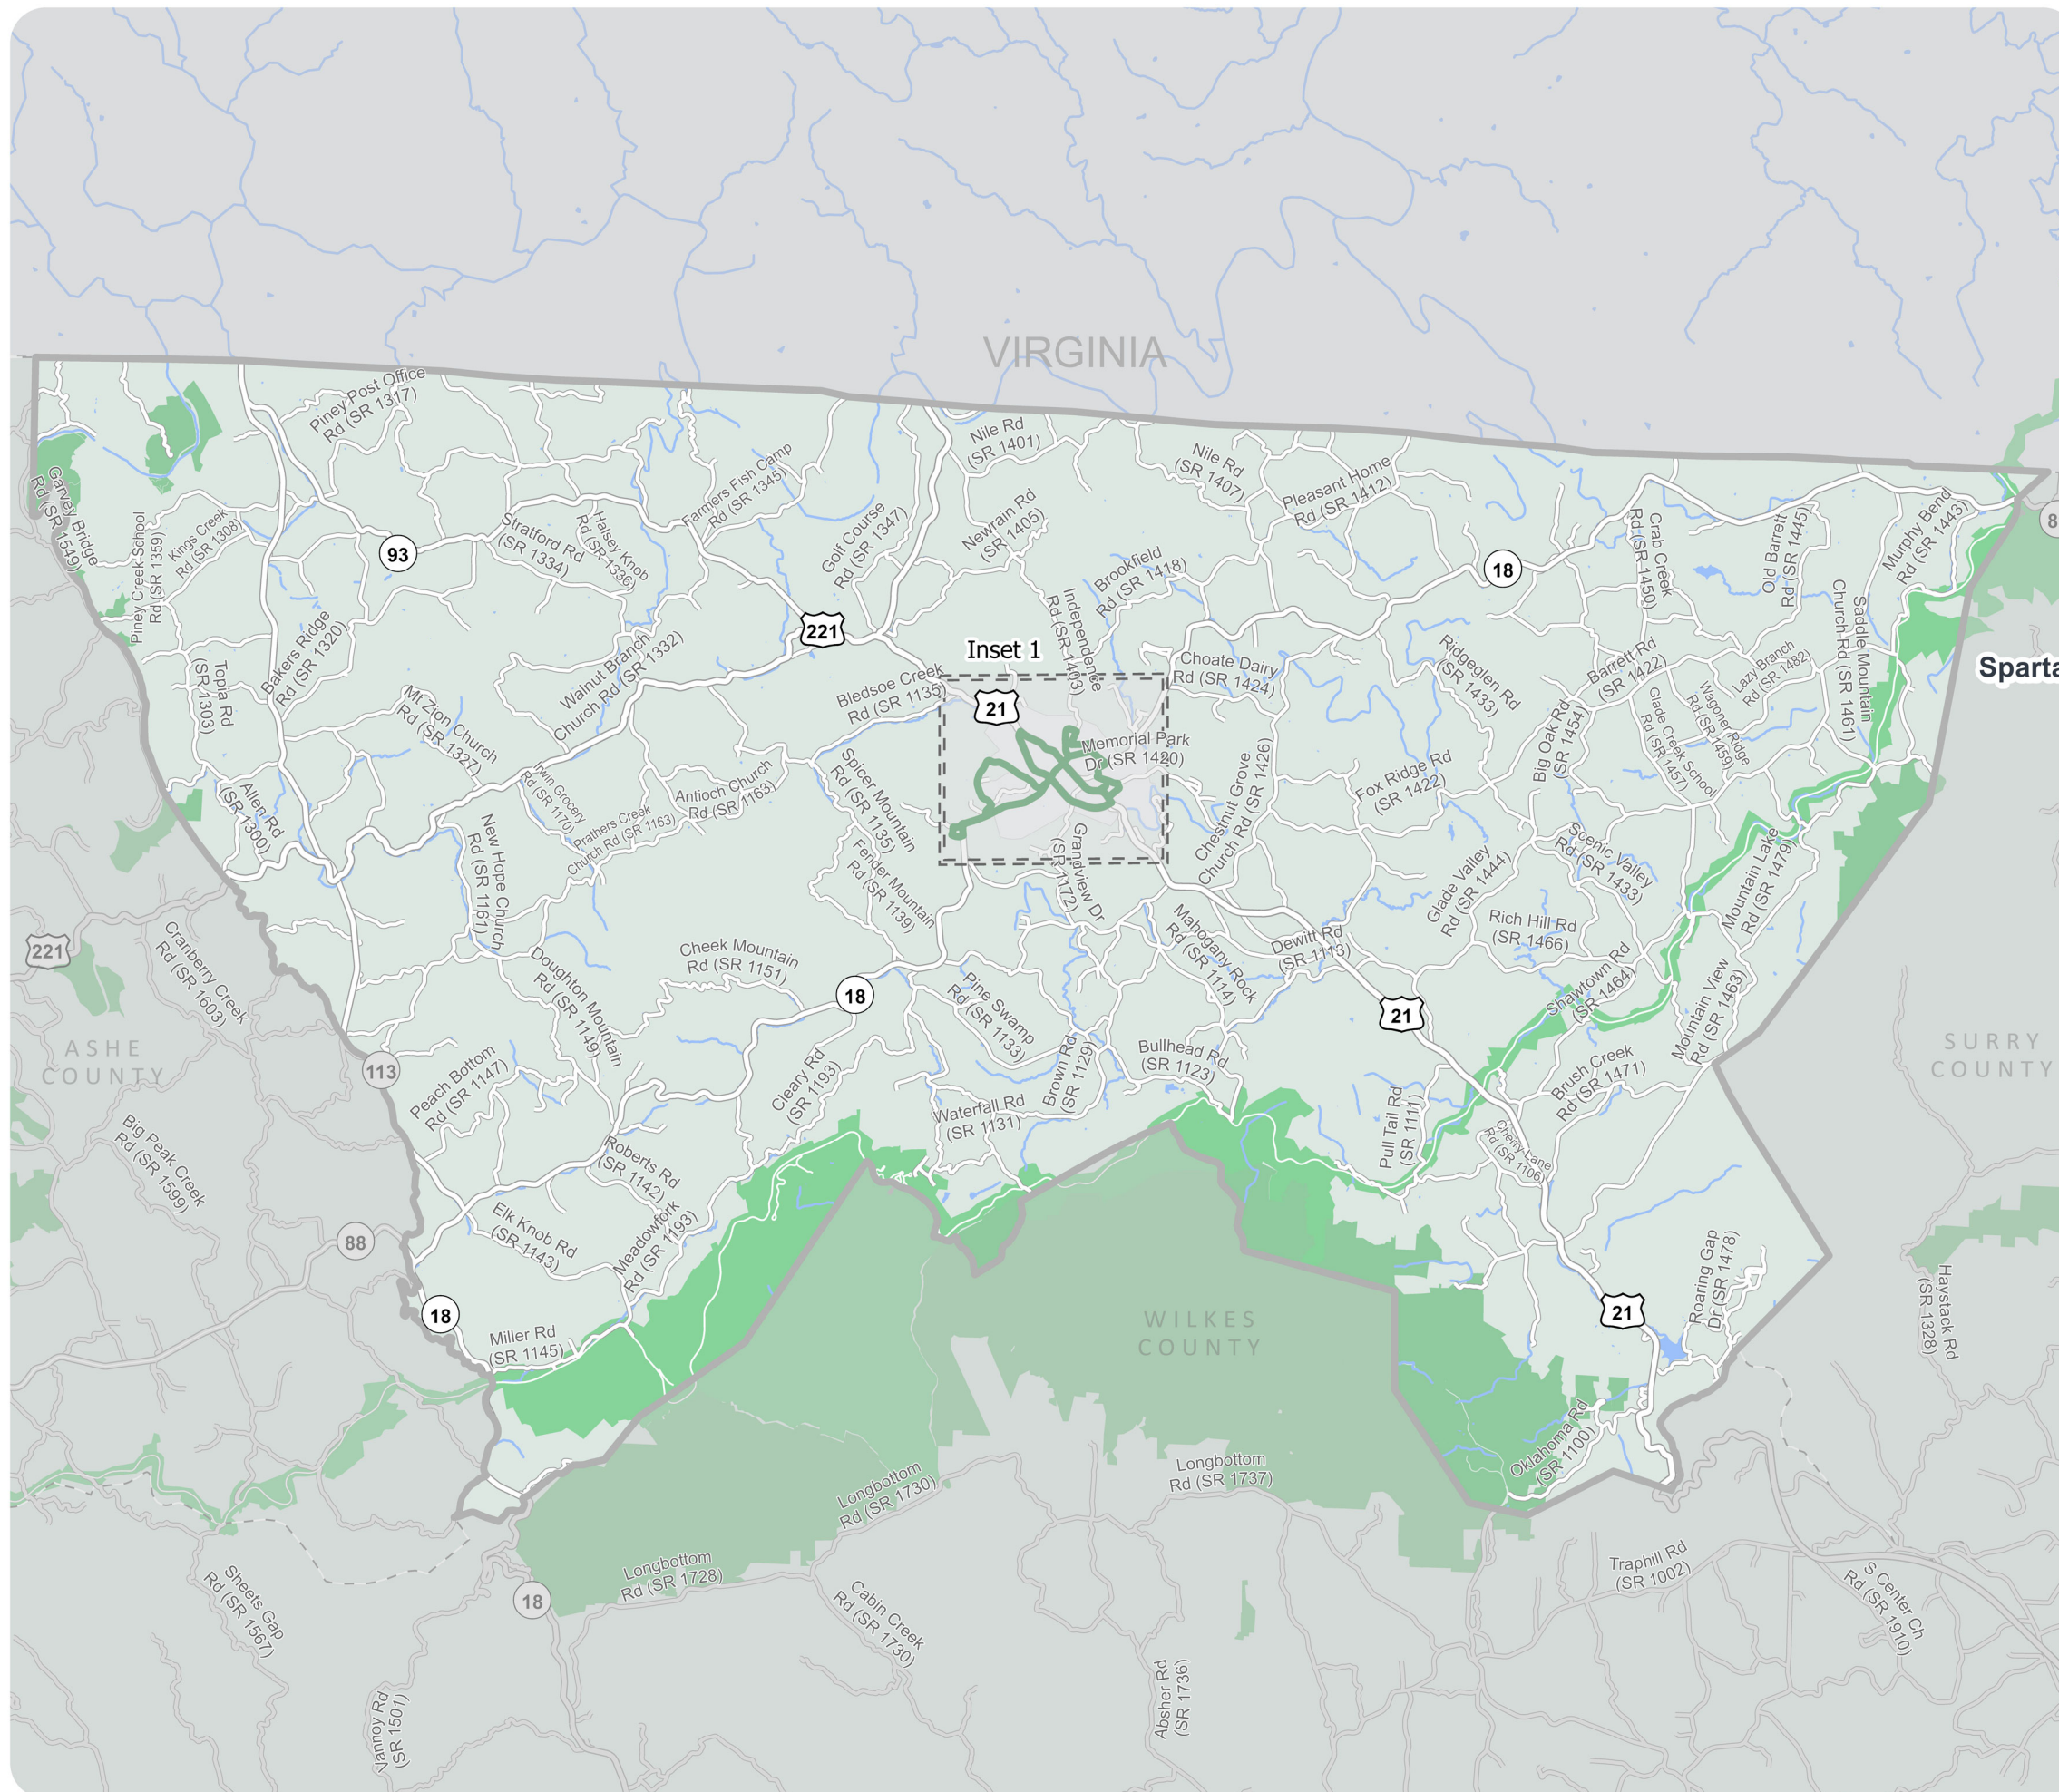 VIRGINIA
Piney Post Office
Rd (SR 1317)
Nile Rd
(SR 1401)
Nile Rd
(SR 1407)
Pleasant Home
Rd (SR 1412)
Garvey Bridge
Rd (SR 1549)
Piney Creek School
Rd (SR 1359)
Kings Creek
Rd (SR 1308)
93
Stratford Rd
(SR 1334)
Halsey Knob
Rd (SR 1336)
Farmers Fish Camp
Rd (SR 1345)
Golf Course
Rd (SR 1347)
Newrain Rd
(SR 1405)
Brookfield
Rd (SR 1418)
Independence
Rd (SR 1403)
18
Crab Creek
Rd (SR 1450)
Old Barrett
Rd (SR 1445)
Murphy Bend
Rd (SR 1443)
8
Saddle Mountain
Church Rd (SR 1461)
Sparta
Topia Rd
(SR 1303)
Bakers Ridge
Rd (SR 1320)
Mt Zion Church
Rd (SR 1327)
Walnut Branch
Church Rd (SR 1332)
221
Inset 1
21
Bledsoe Creek
Rd (SR 1135)
Choate Dairy
Rd (SR 1424)
Ridgeglen Rd
(SR 1433)
Barrett Rd
(SR 1422)
Lazy Branch
Rd (SR 1482)
Wagoner Ridge
Rd (SR 1459)
Glade Creek School
Rd (SR 1457)
Big Oak Rd
(SR 1454)
Memorial Park
Dr (SR 1420)
Allen Rd
(SR 1300)
Irwin Grocery
Rd (SR 1170)
Prathers Creek
Church Rd (SR 1163)
Antioch Church
Rd (SR 1163)
Spicer Mountain
Rd (SR 1135)
Fender Mountain
Rd (SR 1139)
Grandview Dr
(SR 1172)
Chestnut Grove
Church Rd (SR 1426)
Fox Ridge Rd
(SR 1422)
Glade Valley
Rd (SR 1444)
Scenic Valley
Rd (SR 1433)
Mountain Lake
Rd (SR 1479)
New Hope Church
Rd (SR 1161)
221
Cranberry Creek
Rd (SR 1603)
Doughton Mountain
Rd (SR 1149)
Cheek Mountain
Rd (SR 1151)
18
Pine Swamp
Rd (SR 1133)
Mahogany Rock
Rd (SR 1114)
Dewitt Rd
(SR 1113)
Rich Hill Rd
(SR 1466)
Shawtown Rd
(SR 1464)
Mountain View
Rd (SR 1463)
21
ASHE
COUNTY
113
Peach Bottom
Rd (SR 1147)
Cleary Rd
(SR 1193)
Waterfall Rd
(SR 1131)
Brown Rd
(SR 1129)
Bullhead Rd
(SR 1123)
Pull Tail Rd
(SR 1111)
Cherry Lane
Rd (SR 1106)
Brush Creek
Rd (SR 1471)
SURRY
COUNTY
Big Peak Creek
Rd (SR 1599)
Roberts Rd
(SR 1142)
88
Elk Knob Rd
(SR 1143)
Meadowfork
Rd (SR 1193)
18
Miller Rd
(SR 1145)
WILKES
COUNTY
21
Roaring Gap
Dr (SR 1478)
Haystack Rd
(SR 1328)
Oklahoma Rd
(SR 1100)
Longbottom
Rd (SR 1730)
Longbottom
Rd (SR 1737)
Longbottom
Rd (SR 1728)
Sheets Gap
Rd (SR 1567)
18
Cabin Creek
Rd (SR 1730)
Traphill Rd
(SR 1002)
S Center Ch
Rd (SR 1910)
Vannoy Rd
(SR 1501)
Absher Rd
(SR 1736)